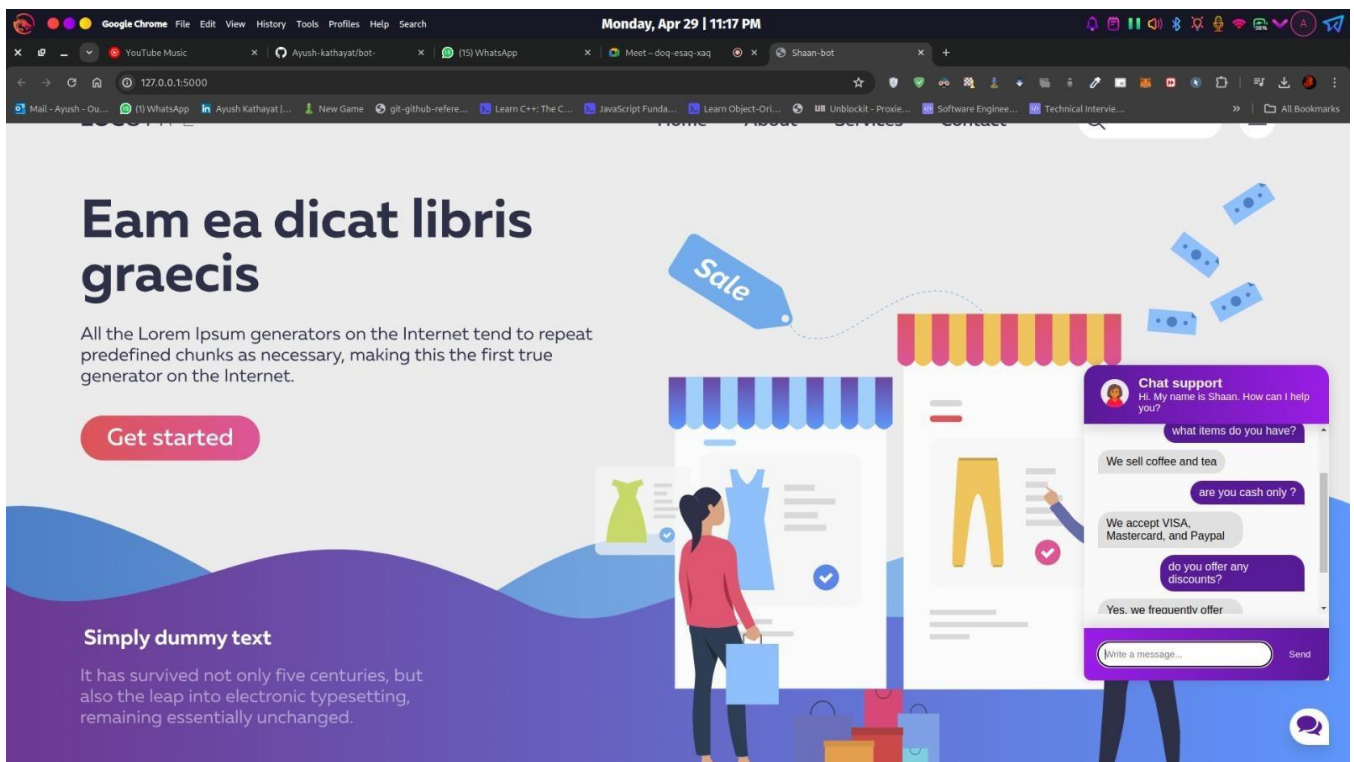 Google Chrome File Edit View History Tools Profiles Help Search
Monday, Apr 29 | 11:17 PM
YouTube Music
Ayush-kathayat/bot-
(15) WhatsApp
Meet – doq-esaq-xaq
Shaan-bot
127.0.0.1:5000
Mail - Ayush - Ou...
(1) WhatsApp
Ayush Kathayat |...
New Game
git-github-refere...
Learn C++: The C...
JavaScript Funda...
Learn Object-Ori...
Unblockit - Proxie...
Software Enginee...
Technical Intervie...
All Bookmarks
Home About Services Contact
Eam ea dicat libris
graecis
All the Lorem Ipsum generators on the Internet tend to repeat
predefined chunks as necessary, making this the first true
generator on the Internet.
Get started
Sale
Simply dummy text
It has survived not only five centuries, but
also the leap into electronic typesetting,
remaining essentially unchanged.
Chat support
Hi. My name is Shaan. How can I help
you?
what items do you have?
We sell coffee and tea
are you cash only ?
We accept VISA,
Mastercard, and Paypal
do you offer any
discounts?
Yes, we frequently offer
Write a message...
Send